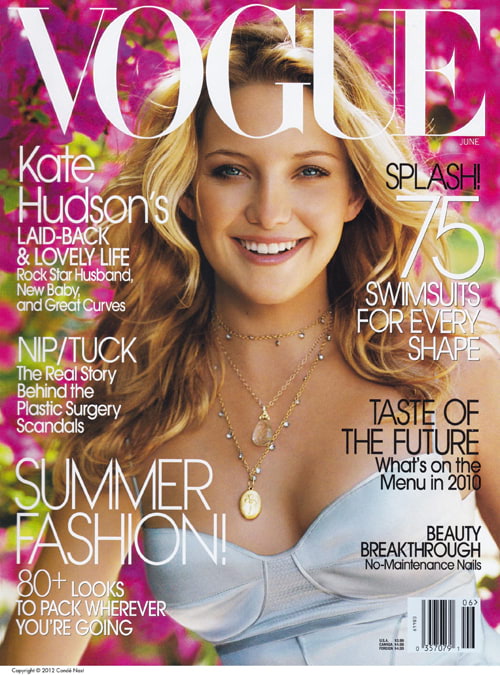 VOGUE
JUNE
Kate
Hudson's
LAID-BACK
& LOVELY LIFE
Rock Star Husband,
New Baby,
and Great Curves
SPLASH!
75
SWIMSUITS
FOR EVERY
SHAPE
NIP/TUCK
The Real Story
Behind the
Plastic Surgery
Scandals
TASTE OF
THE FUTURE
What's on the
Menu in 2010
SUMMER
FASHION!
80+ LOOKS
TO PACK WHEREVER
YOU'RE GOING
BEAUTY
BREAKTHROUGH
No-Maintenance Nails
06>
0 357079 1
Copyright © 2012 Condé Nast